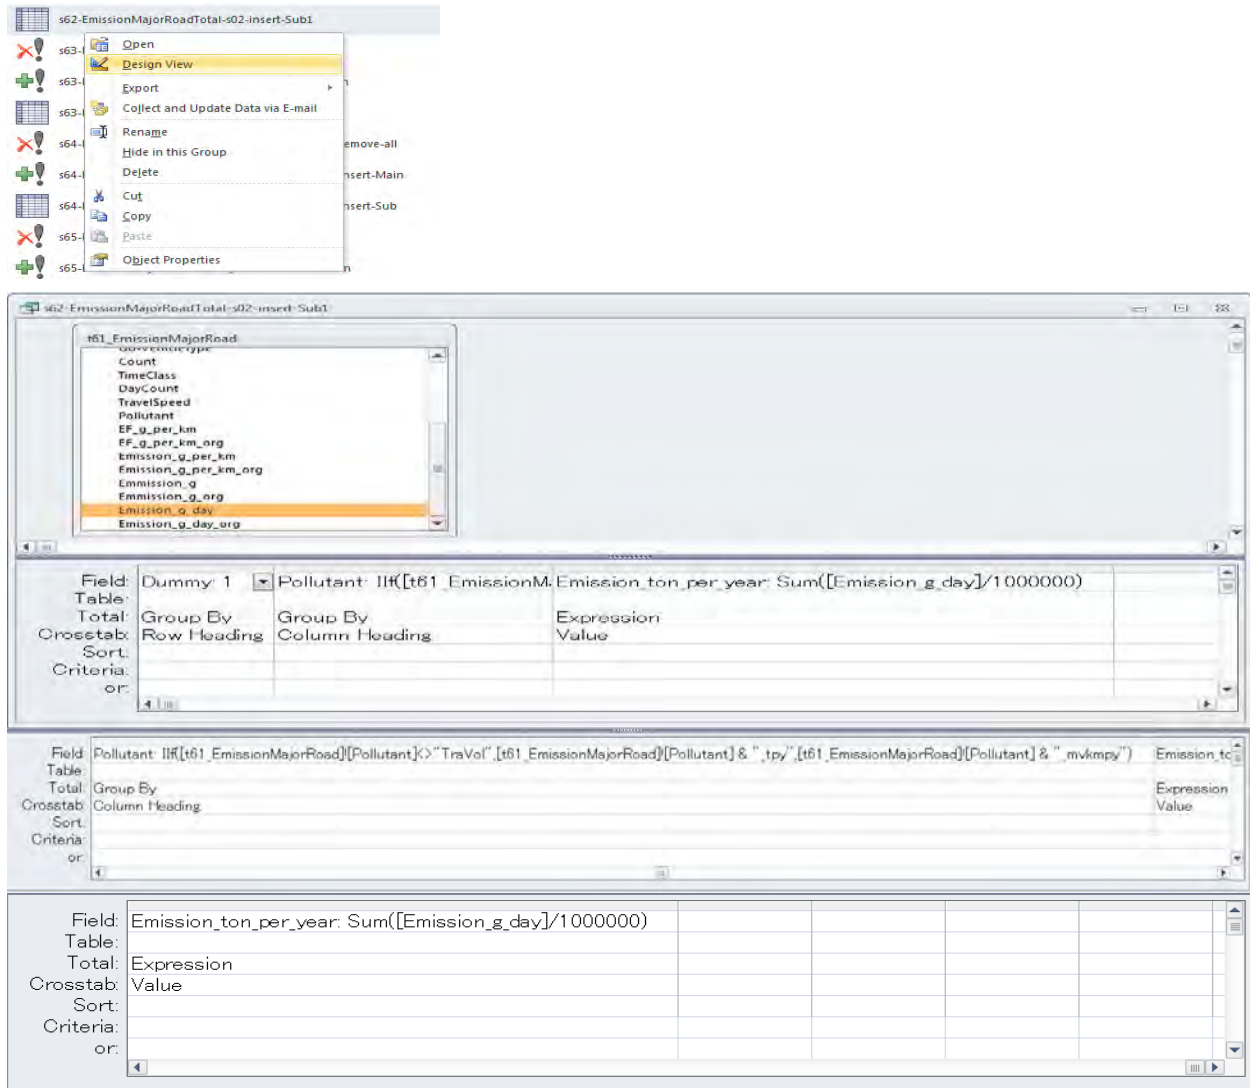 s62-EmissionMajorRoadTotal-s02-insert-Sub1
s63-
Open
Design View
s63-
Export
Collect and Update Data via E-mail
s63-
Rename
s64- emove-all
Hide in this Group
Delete
s64- nsert-Main
Cut
s64- nsert-Sub
Copy
s65-
Paste
Object Properties
s65- n
s62-EmissionMajorRoadTotal-s02-insert-Sub1
t61_EmissionMajorRoad
Count
TimeClass
DayCount
TravelSpeed
Pollutant
EF_g_per_km
EF_g_per_km_org
Emission_g_per_km
Emission_g_per_km_org
Emmission_g
Emmission_g_org
Emission_g_day
Emission_g_day_org
Field: Dummy: 1 Pollutant: IIf([t61_EmissionM Emission_ton_per_year: Sum([Emission_g_day]/1000000)
Table:
Total: Group By Group By Expression
Crosstab: Row Heading Column Heading Value
Sort:
Criteria:
or:
Field: Pollutant: IIf([t61_EmissionMajorRoad]![Pollutant]<>"TraVol",[t61_EmissionMajorRoad]![Pollutant] & "_tpy",[t61_EmissionMajorRoad]![Pollutant] & "_mvkmpy") Emission_to
Table:
Total: Group By Expression
Crosstab: Column Heading Value
Sort:
Criteria:
or:
Field: Emission_ton_per_year: Sum([Emission_g_day]/1000000)
Table:
Total: Expression
Crosstab: Value
Sort:
Criteria:
or: